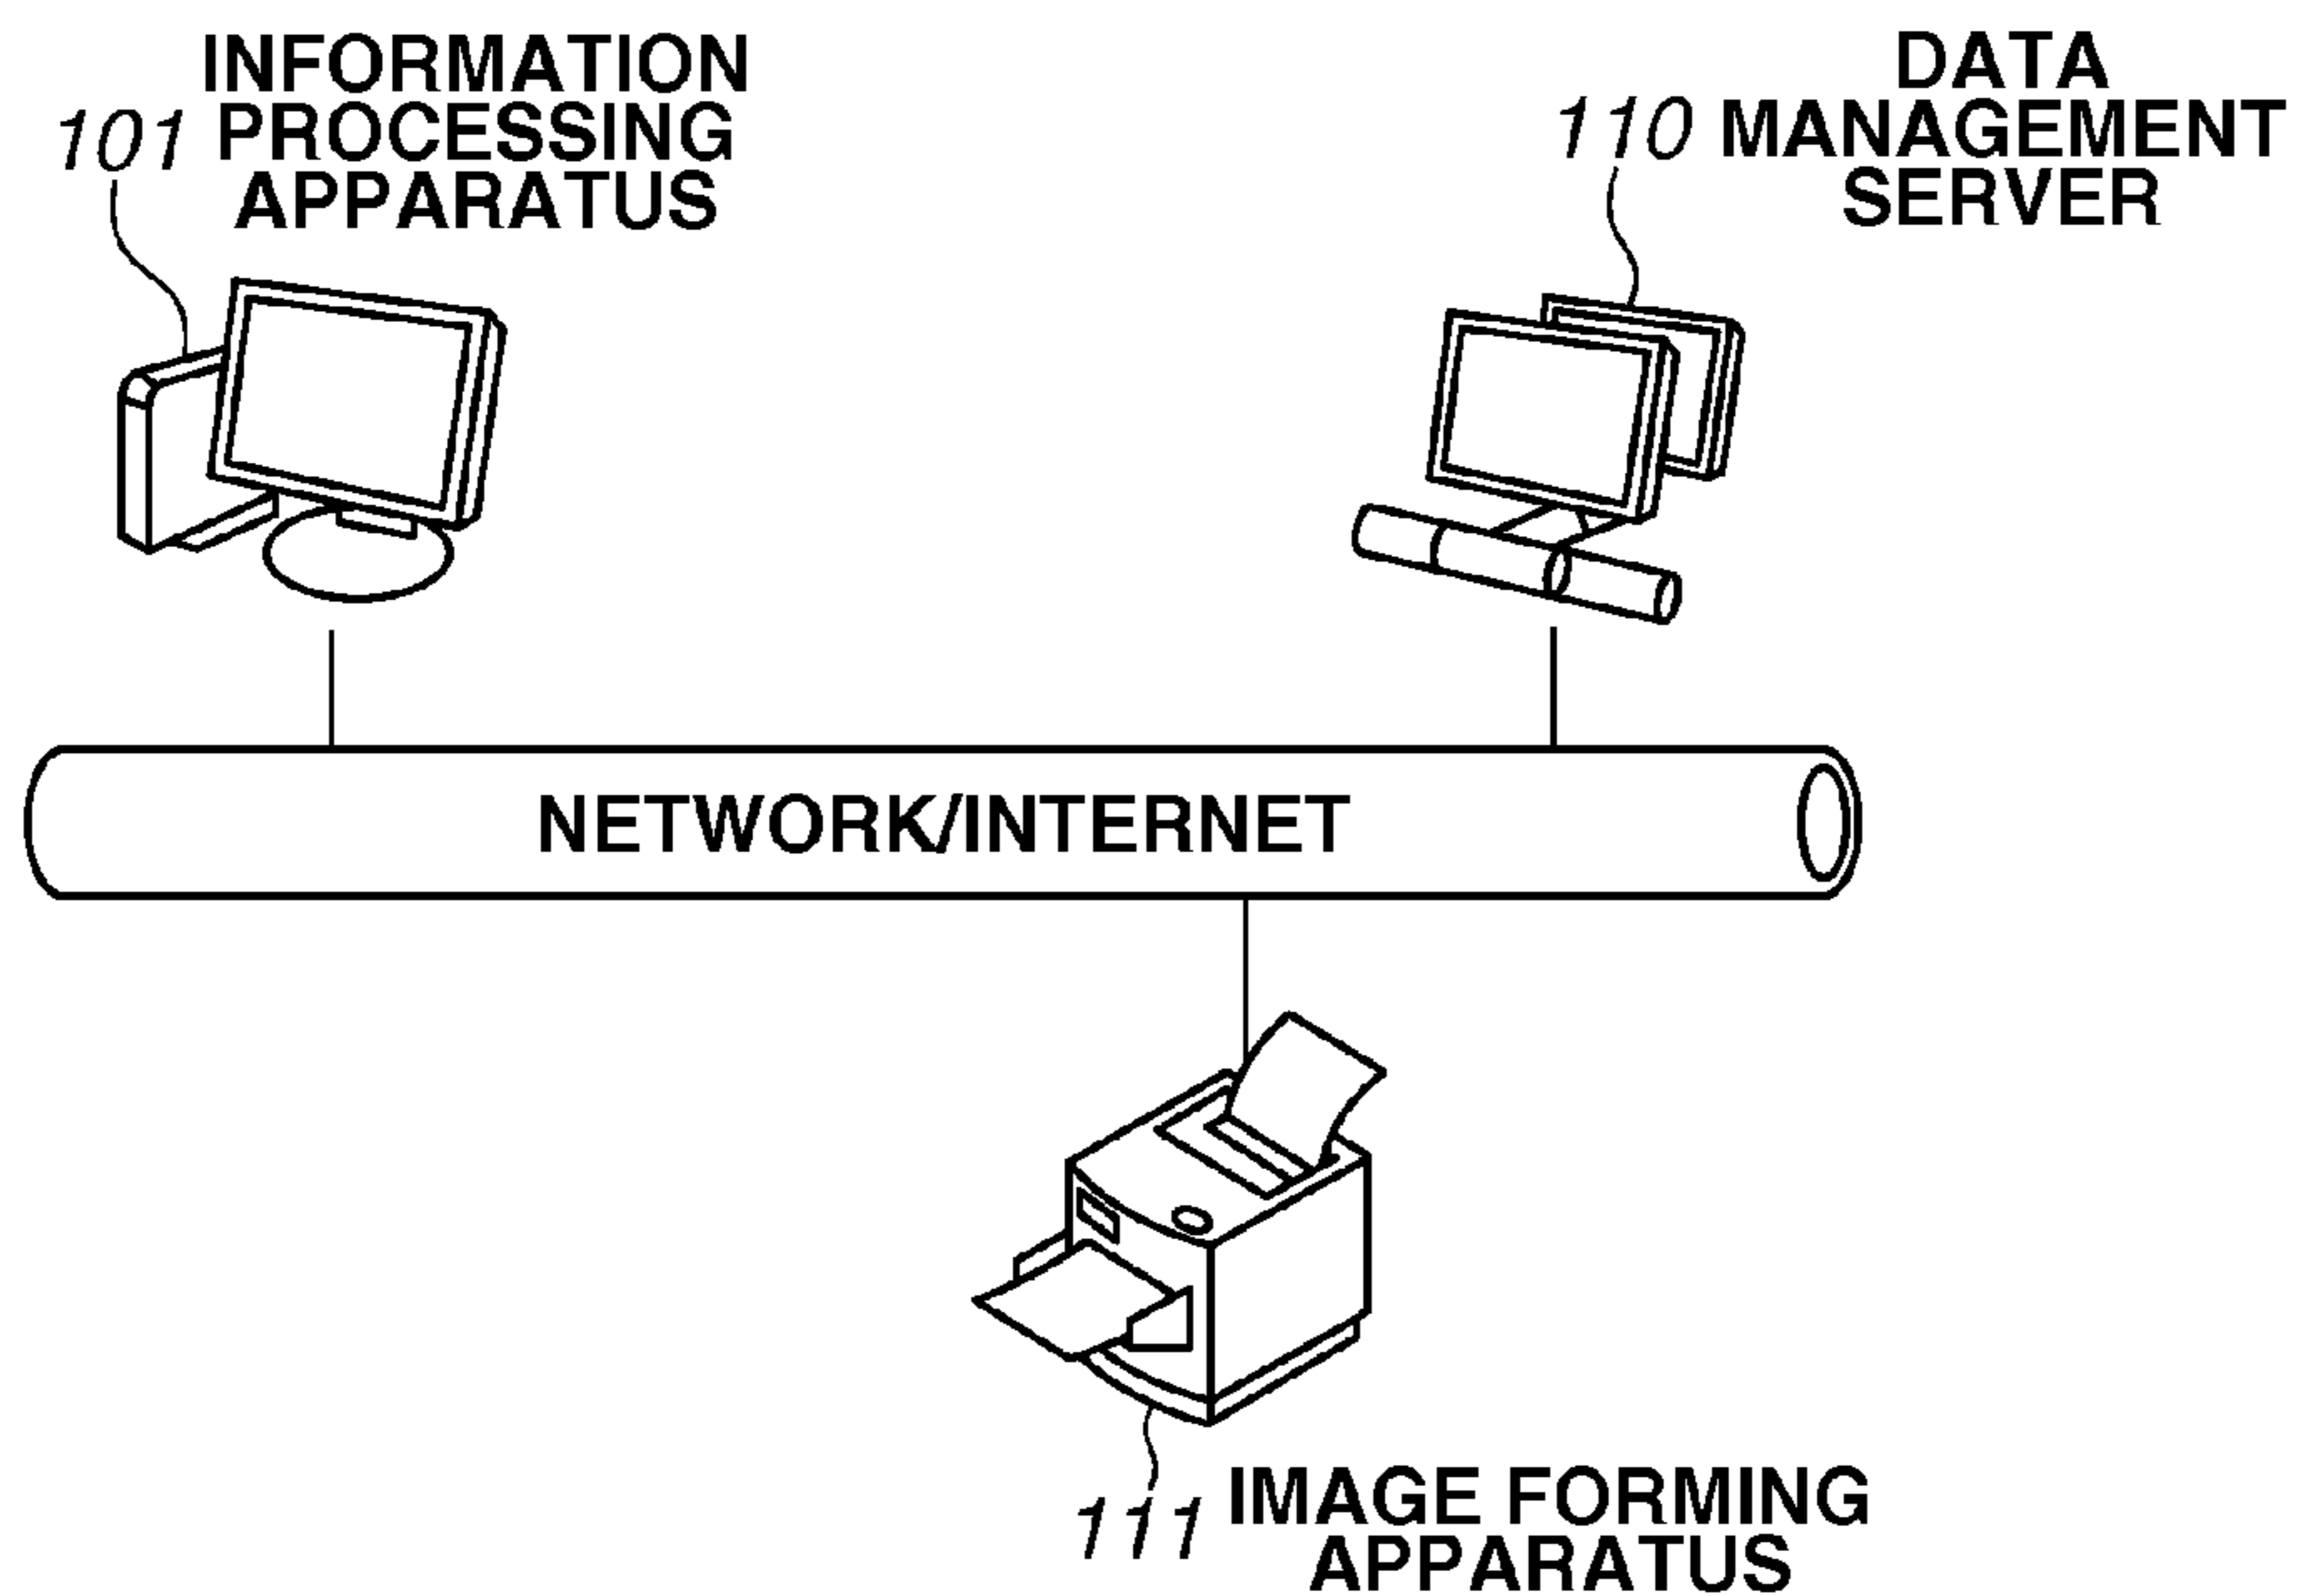 INFORMATION
PROCESSING
APPARATUS
101
DATA
MANAGEMENT
SERVER
110
NETWORK/INTERNET
111
IMAGE FORMING
APPARATUS